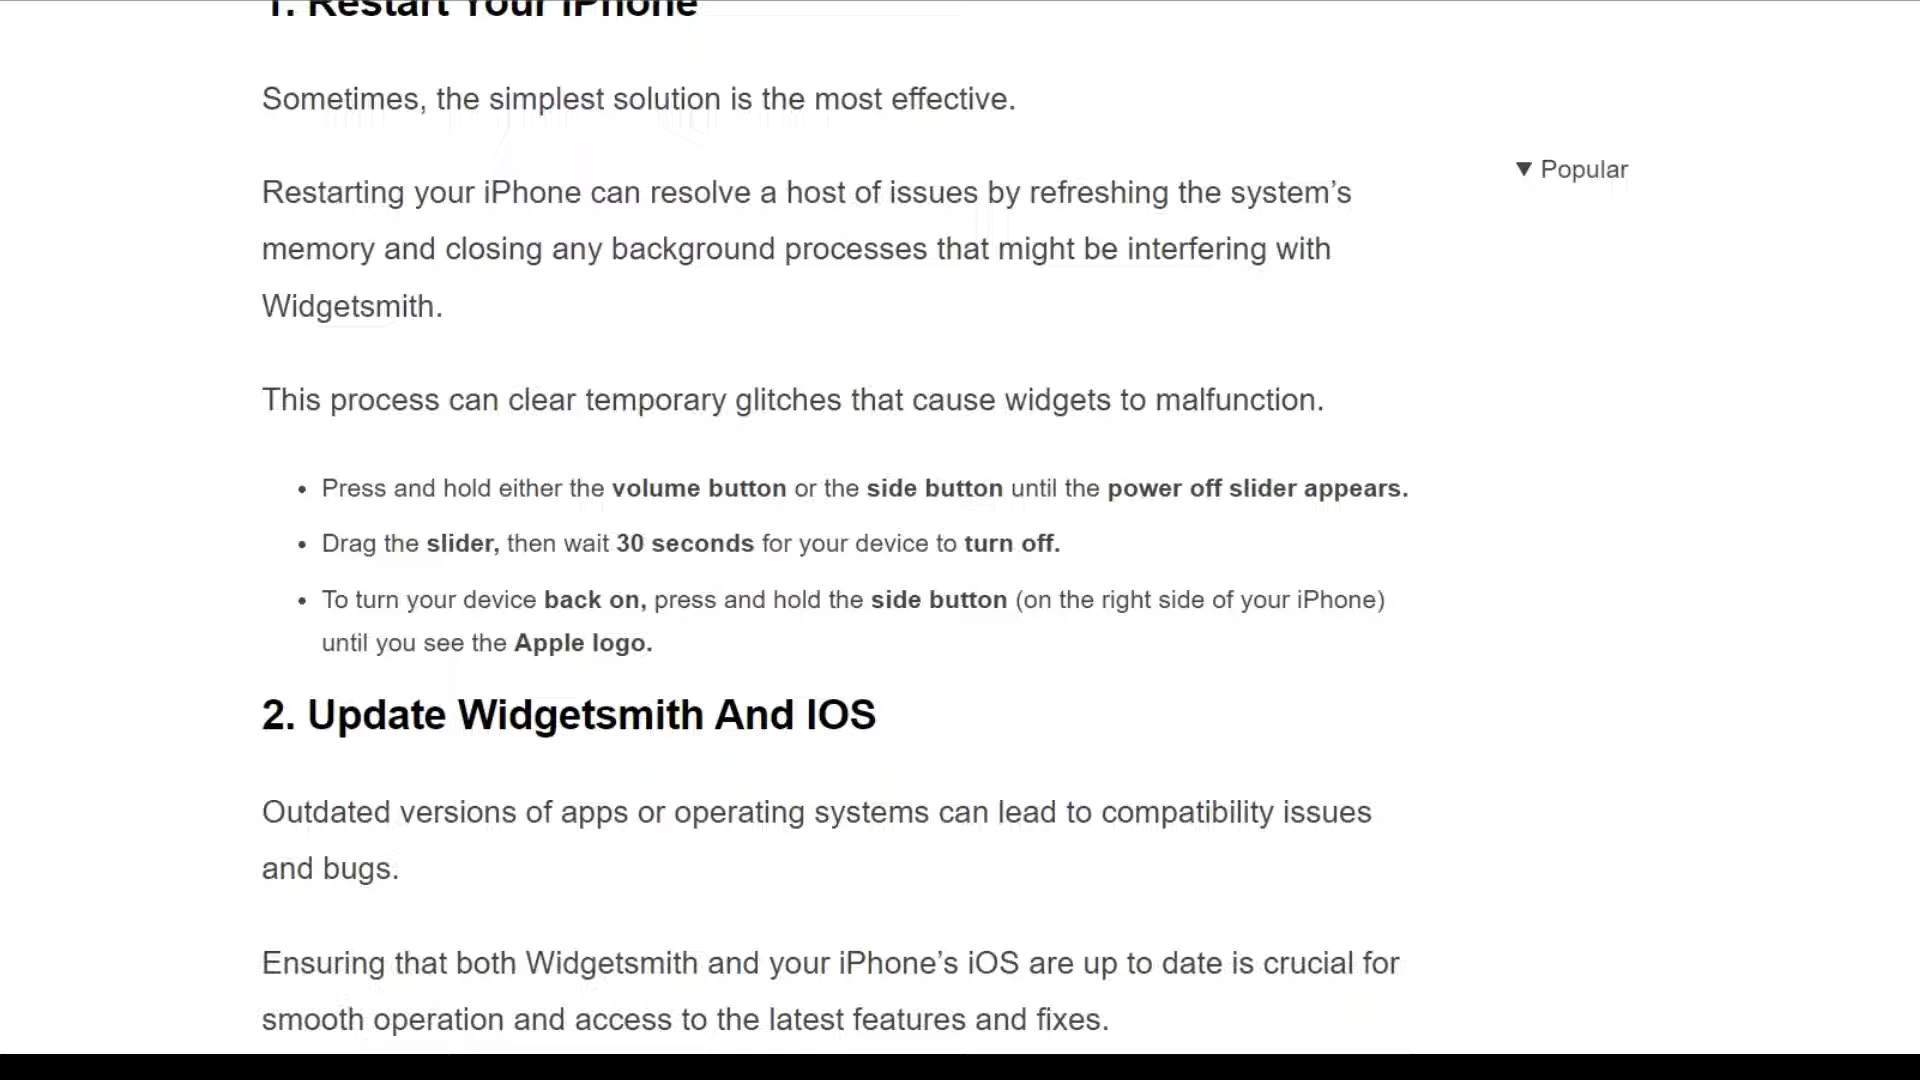 1. Restart Your iPhone
Sometimes, the simplest solution is the most effective.
▼ Popular
Restarting your iPhone can resolve a host of issues by refreshing the system’s
memory and closing any background processes that might be interfering with
Widgetsmith.
This process can clear temporary glitches that cause widgets to malfunction.
• Press and hold either the volume button or the side button until the power off slider appears.
• Drag the slider, then wait 30 seconds for your device to turn off.
• To turn your device back on, press and hold the side button (on the right side of your iPhone)
until you see the Apple logo.
2. Update Widgetsmith And IOS
Outdated versions of apps or operating systems can lead to compatibility issues
and bugs.
Ensuring that both Widgetsmith and your iPhone’s iOS are up to date is crucial for
smooth operation and access to the latest features and fixes.